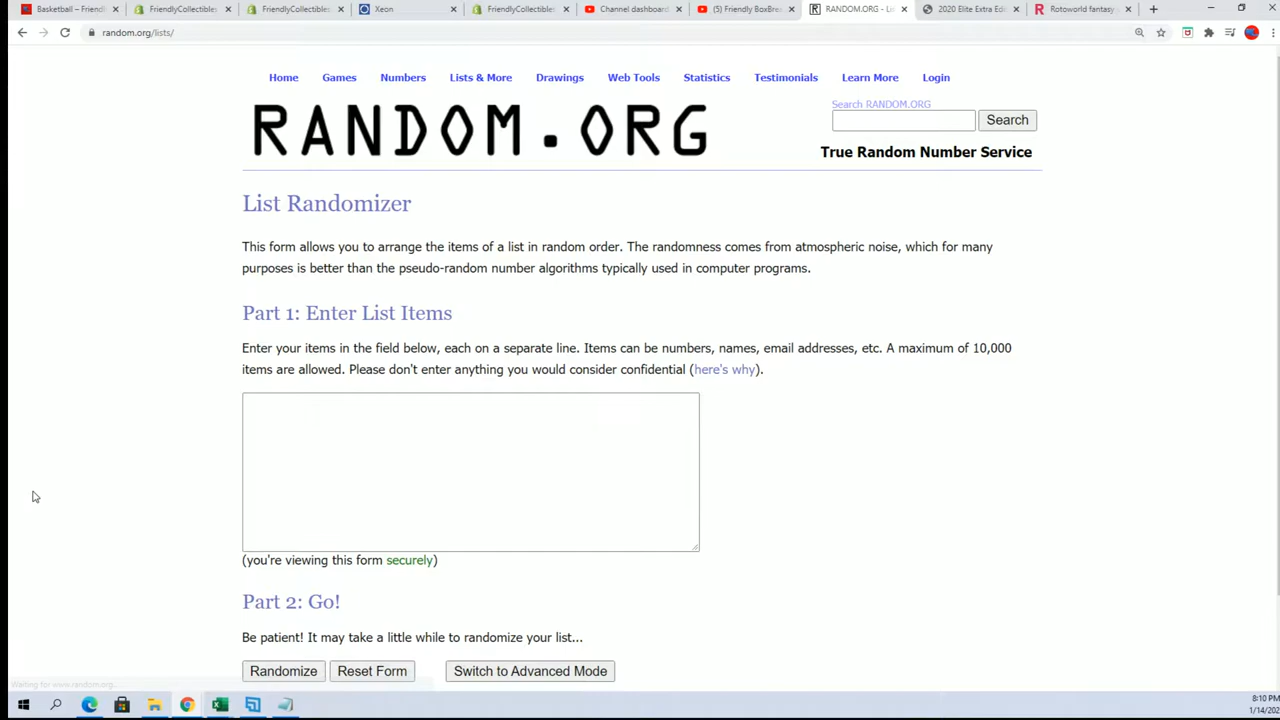 Basketball – Friendl
FriendlyCollectibles
FriendlyCollectibles
Xeon
FriendlyCollectibles
Channel dashboard
(5) Friendly BoxBre
RANDOM.ORG - Li
2020 Elite Extra Ed
Rotoworld fantasy
random.org/lists/
Home Games Numbers Lists & More Drawings Web Tools Statistics Testimonials Learn More Login
RANDOM.ORG
Search RANDOM.ORG
Search
True Random Number Service
List Randomizer
This form allows you to arrange the items of a list in random order. The randomness comes from atmospheric noise, which for many
purposes is better than the pseudo-random number algorithms typically used in computer programs.
Part 1: Enter List Items
Enter your items in the field below, each on a separate line. Items can be numbers, names, email addresses, etc. A maximum of 10,000
items are allowed. Please don't enter anything you would consider confidential (here's why).
(you're viewing this form securely)
Part 2: Go!
Be patient! It may take a little while to randomize your list...
Randomize Reset Form Switch to Advanced Mode
Waiting for www.random.org...
8:10 PM
1/14/202